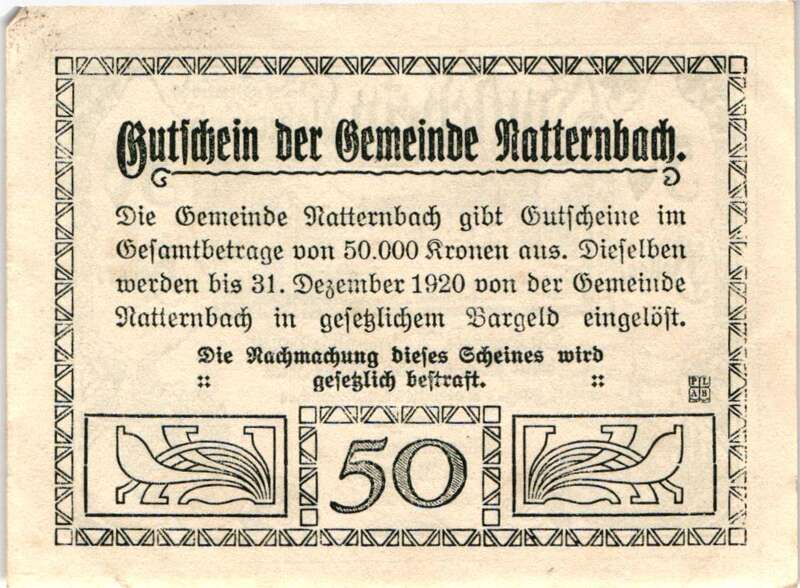 Gutschein der Gemeinde Natternbach.
Die Gemeinde Natternbach gibt Gutscheine im
Gesamtbetrage von 50.000 Kronen aus. Dieselben
werden bis 31. Dezember 1920 von der Gemeinde
Natternbach in gesetzlichem Bargeld eingelöst.
Die Nachmachung dieses Scheines wird
:: gesetzlich bestraft. ::
P L
A B
50